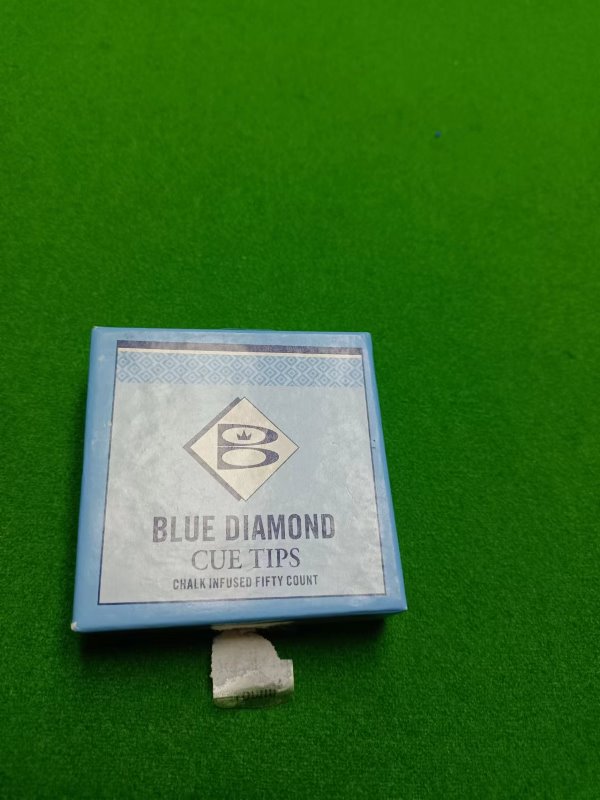 B
BLUE DIAMOND
CUE TIPS
CHALK INFUSED FIFTY COUNT